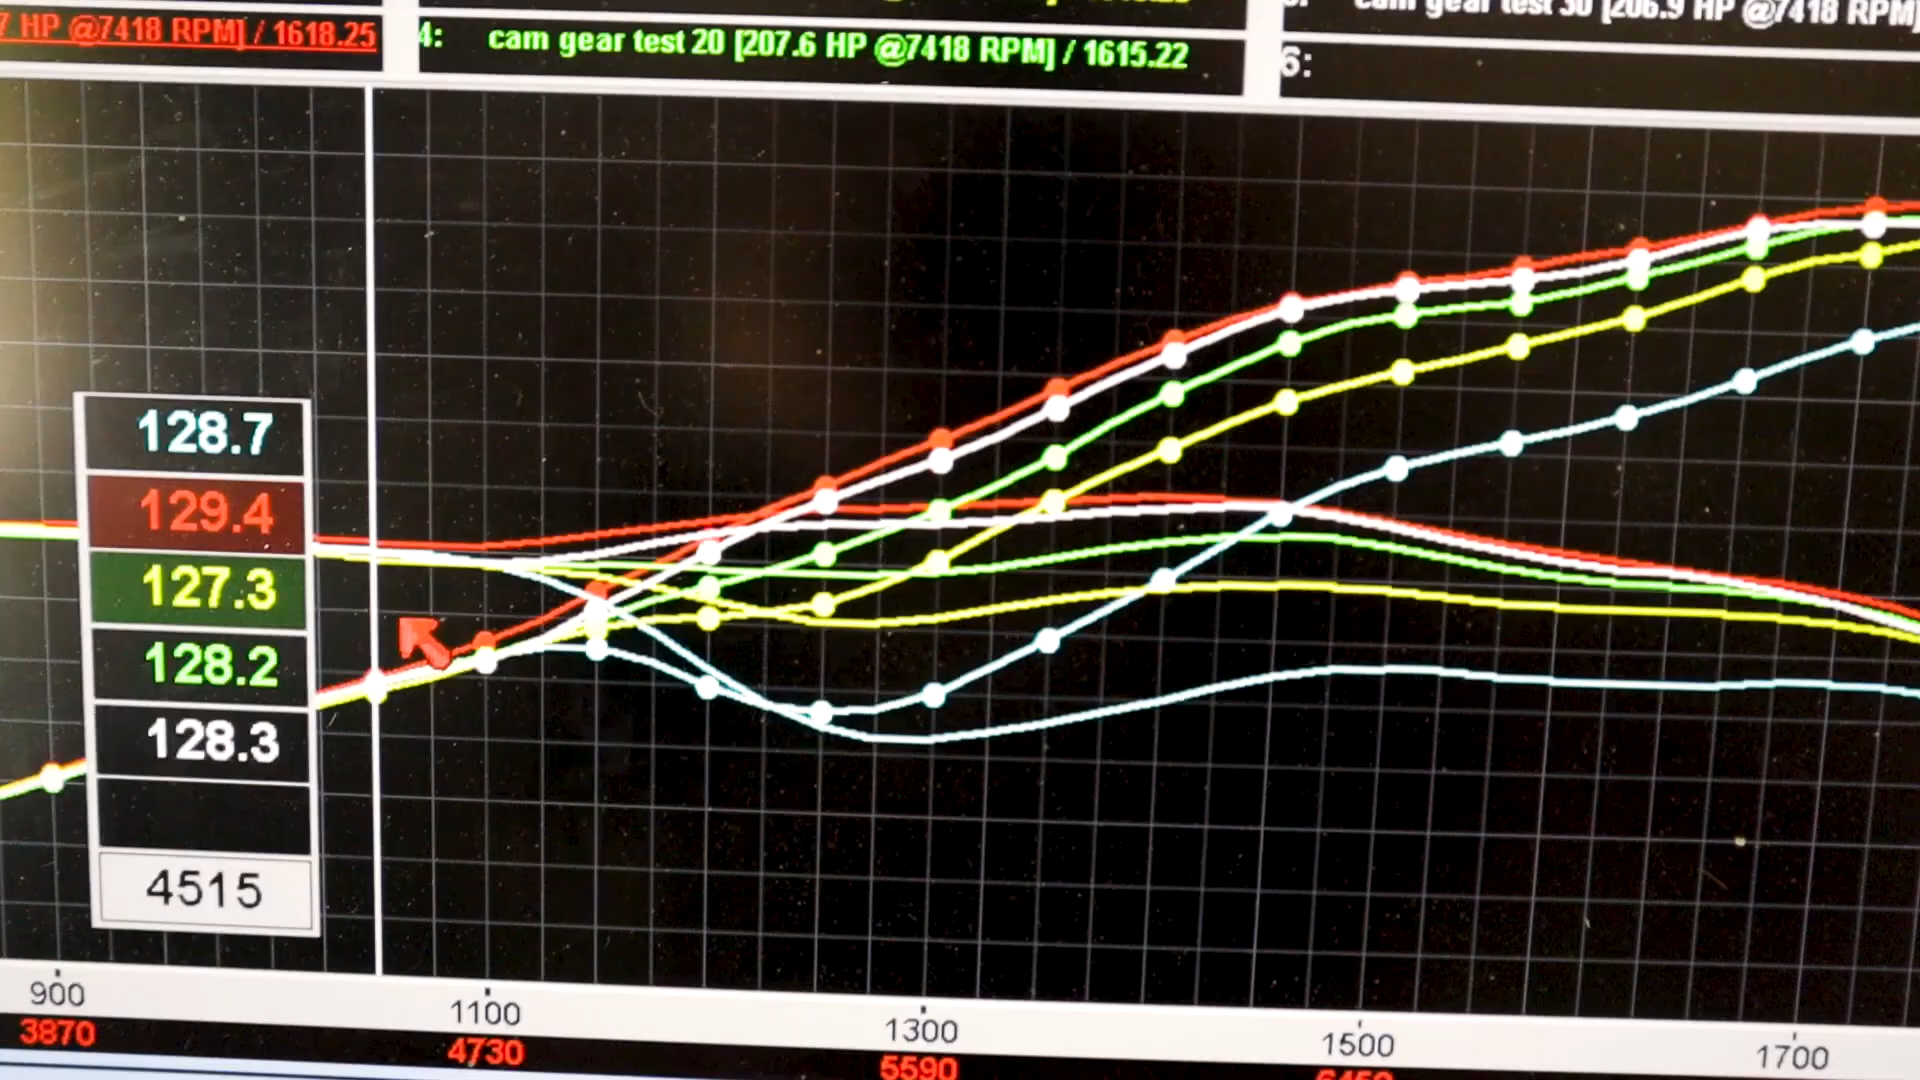 7 HP @7418 RPM] / 1618.25
4: cam gear test 20 [207.6 HP @7418 RPM] / 1615.22
cam gear test 30 [206.9 HP @7418 RPM]
6:
128.7
129.4
127.3
128.2
128.3
4515
900 1100 1300 1500 1700
3870 4730 5590 6450